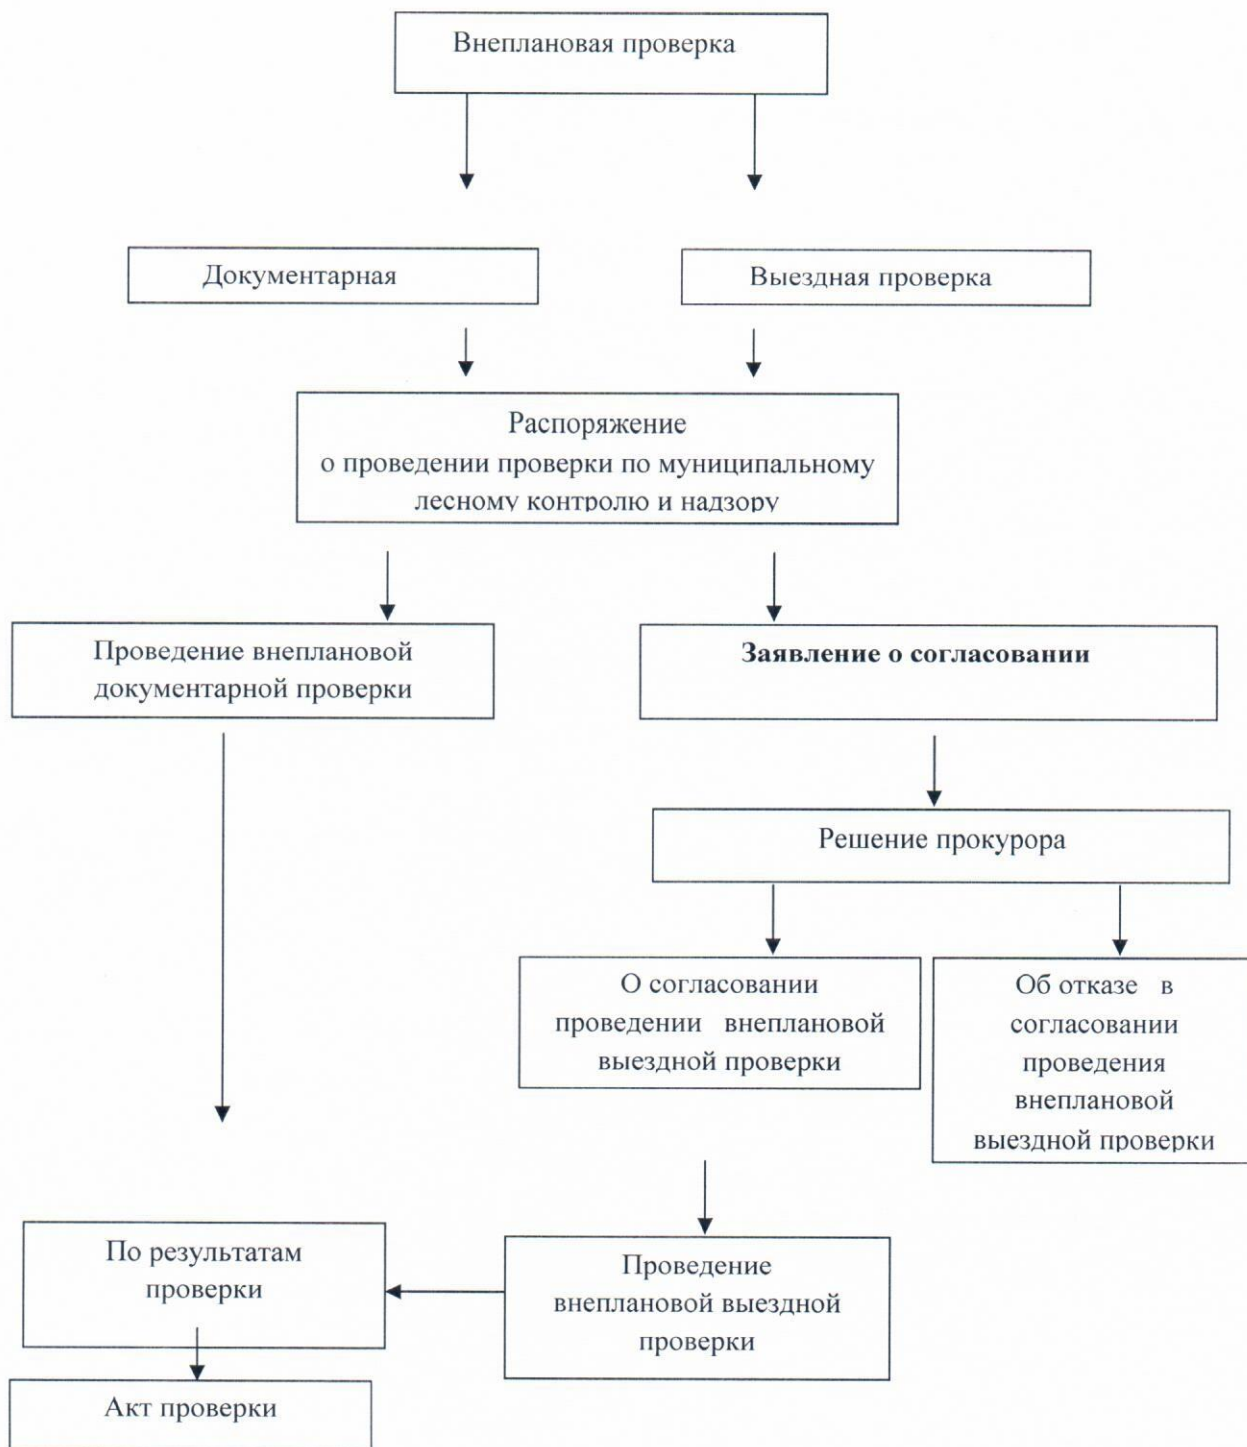 Внеплановая проверка
Документарная
Выездная проверка
Распоряжение
о проведении проверки по муниципальному
лесному контролю и надзору
Проведение внеплановой
документарной проверки
Заявление о согласовании
Решение прокурора
О согласовании
проведении внеплановой
выездной проверки
Об отказе в
согласовании
проведения
внеплановой
выездной проверки
По результатам
проверки
Проведение
внеплановой выездной
проверки
Акт проверки